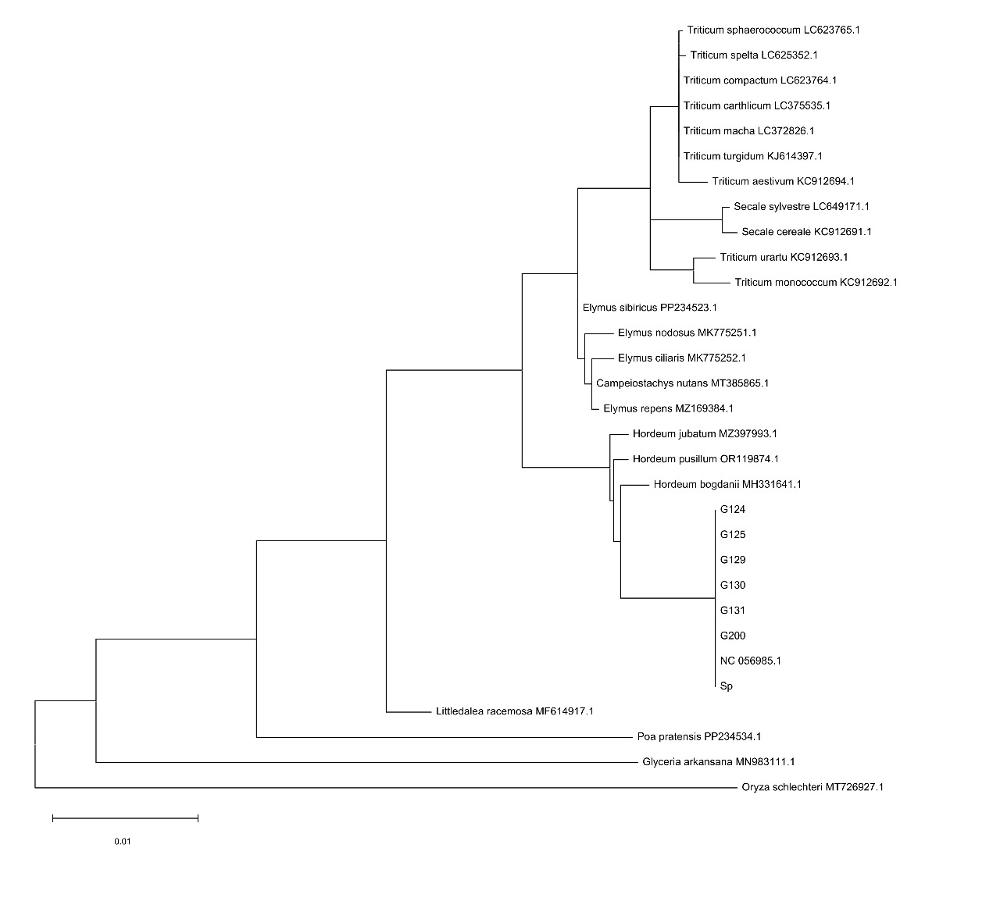 Triticum sphaerococcum LC623765.1
Triticum spelta LC625352.1
Triticum compactum LC623764.1
Triticum carthlicum LC375535.1
Triticum macha LC372826.1
Triticum turgidum KJ614397.1
Triticum aestivum KC912694.1
Secale sylvestre LC649171.1
Secale cereale KC912691.1
Triticum urartu KC912693.1
Triticum monococcum KC912692.1
Elymus sibiricus PP234523.1
Elymus nodosus MK775251.1
Elymus ciliaris MK775252.1
Campeiostachys nutans MT385865.1
Elymus repens MZ169384.1
Hordeum jubatum MZ397993.1
Hordeum pusillum OR119874.1
Hordeum bogdanii MH331641.1
G124
G125
G129
G130
G131
G200
NC 056985.1
Sp
Littledalea racemosa MF614917.1
Poa pratensis PP234534.1
Glyceria arkansana MN983111.1
Oryza schlechteri MT726927.1
0.01